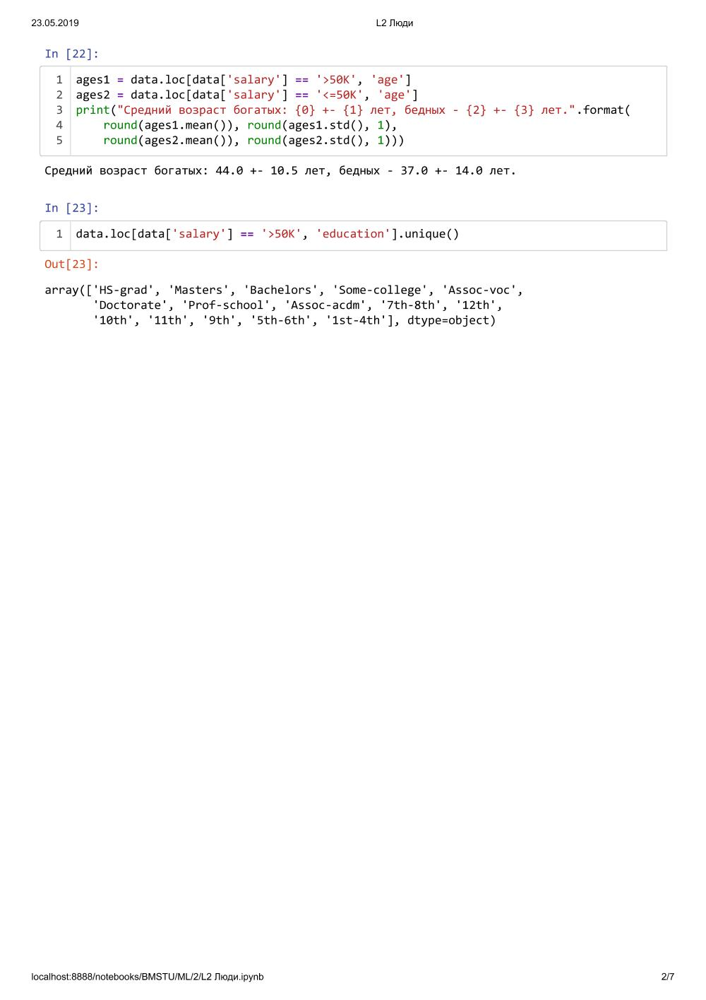 23.05.2019 L2 Люди
In [22]:
1 ages1 = data.loc[data['salary'] == '>50K', 'age']
2 ages2 = data.loc[data['salary'] == '<=50K', 'age']
3 print("Средний возраст богатых: {0} +- {1} лет, бедных - {2} +- {3} лет.".format(
4     round(ages1.mean()), round(ages1.std(), 1),
5     round(ages2.mean()), round(ages2.std(), 1)))
Средний возраст богатых: 44.0 +- 10.5 лет, бедных - 37.0 +- 14.0 лет.
In [23]:
1 data.loc[data['salary'] == '>50K', 'education'].unique()
Out[23]:
array(['HS-grad', 'Masters', 'Bachelors', 'Some-college', 'Assoc-voc',
       'Doctorate', 'Prof-school', 'Assoc-acdm', '7th-8th', '12th',
       '10th', '11th', '9th', '5th-6th', '1st-4th'], dtype=object)
localhost:8888/notebooks/BMSTU/ML/2/L2 Люди.ipynb 2/7